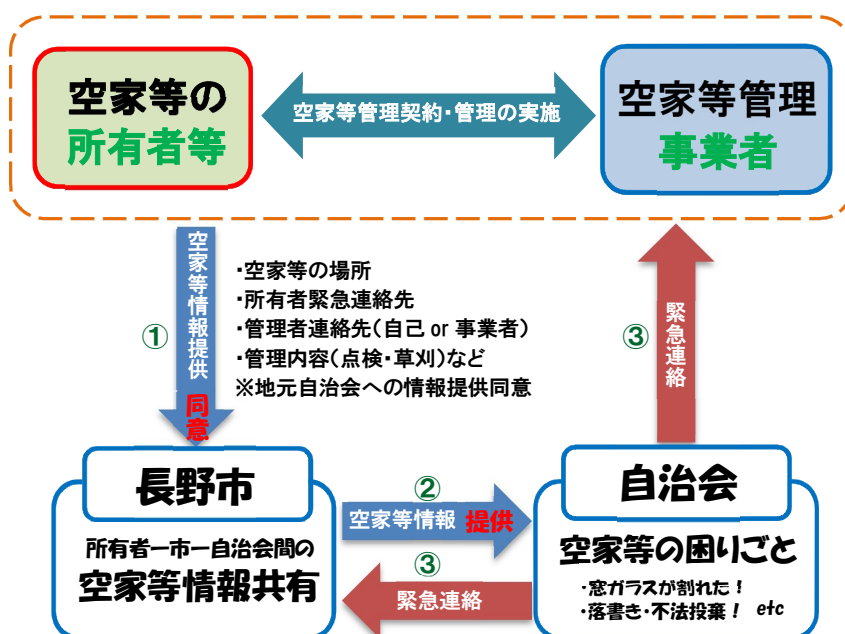 空家等の
所有者等
空家等管理契約・管理の実施
空家等管理
事業者
①
空家等情報提供
同意
・空家等の場所
・所有者緊急連絡先
・管理者連絡先(自己 or 事業者)
・管理内容(点検・草刈)など
※地元自治会への情報提供同意
③
緊急連絡
長野市
所有者ー市ー自治会間の
空家等情報共有
②
空家等情報 提供
③
緊急連絡
自治会
空家等の困りごと
・窓ガラスが割れた！
・落書き・不法投棄！ etc